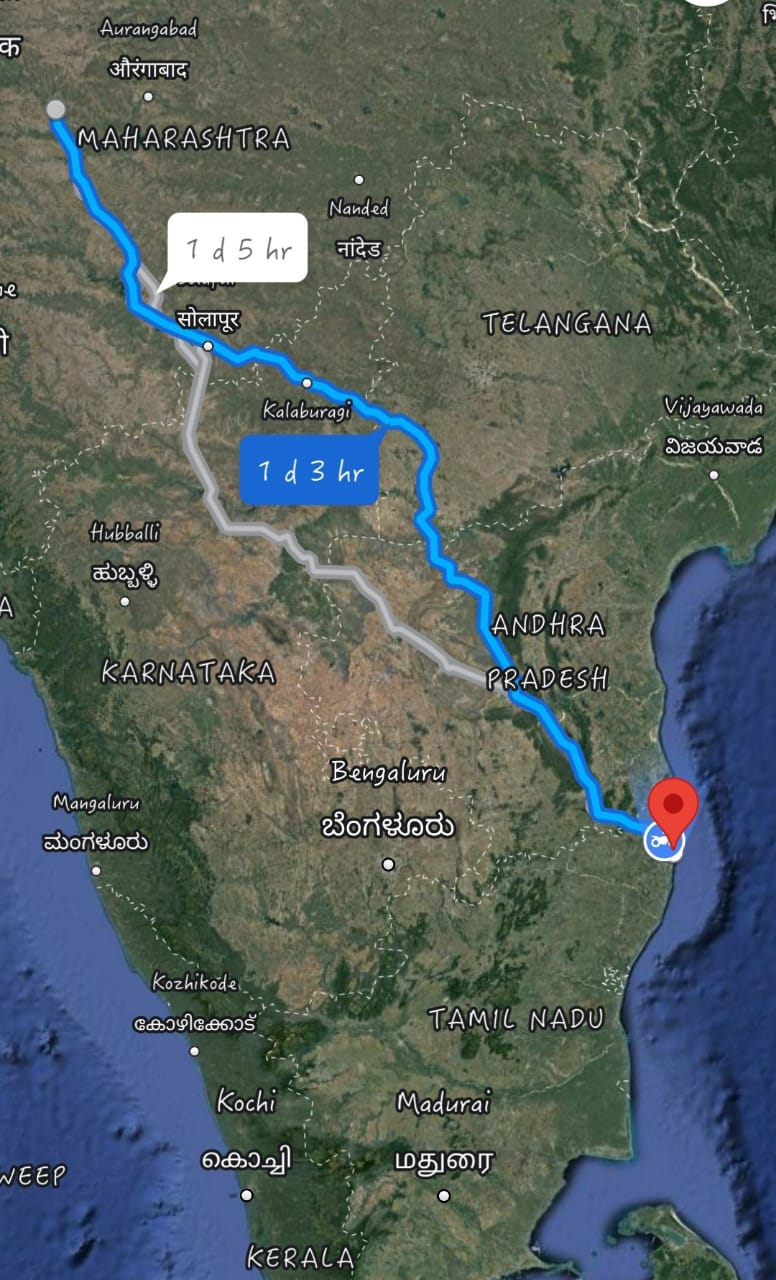 Aurangabad
औरंगाबाद
क
MAHARASHTRA
Nanded
नांदेड
1 d 5 hr
सोलापूर
TELANGANA
Kalaburagi
Vijayawada
విజయవాడ
1 d 3 hr
Hubballi
ಹುಬ್ಬಳ್ಳಿ
A
ANDHRA
PRADESH
KARNATAKA
Bengaluru
ಬೆಂಗಳೂರು
Mangaluru
ಮಂಗಳೂರು
Kozhikode
കോഴിക്കോട്
TAMIL NADU
Kochi
കൊച്ചി
Madurai
மதுரை
WEEP
KERALA